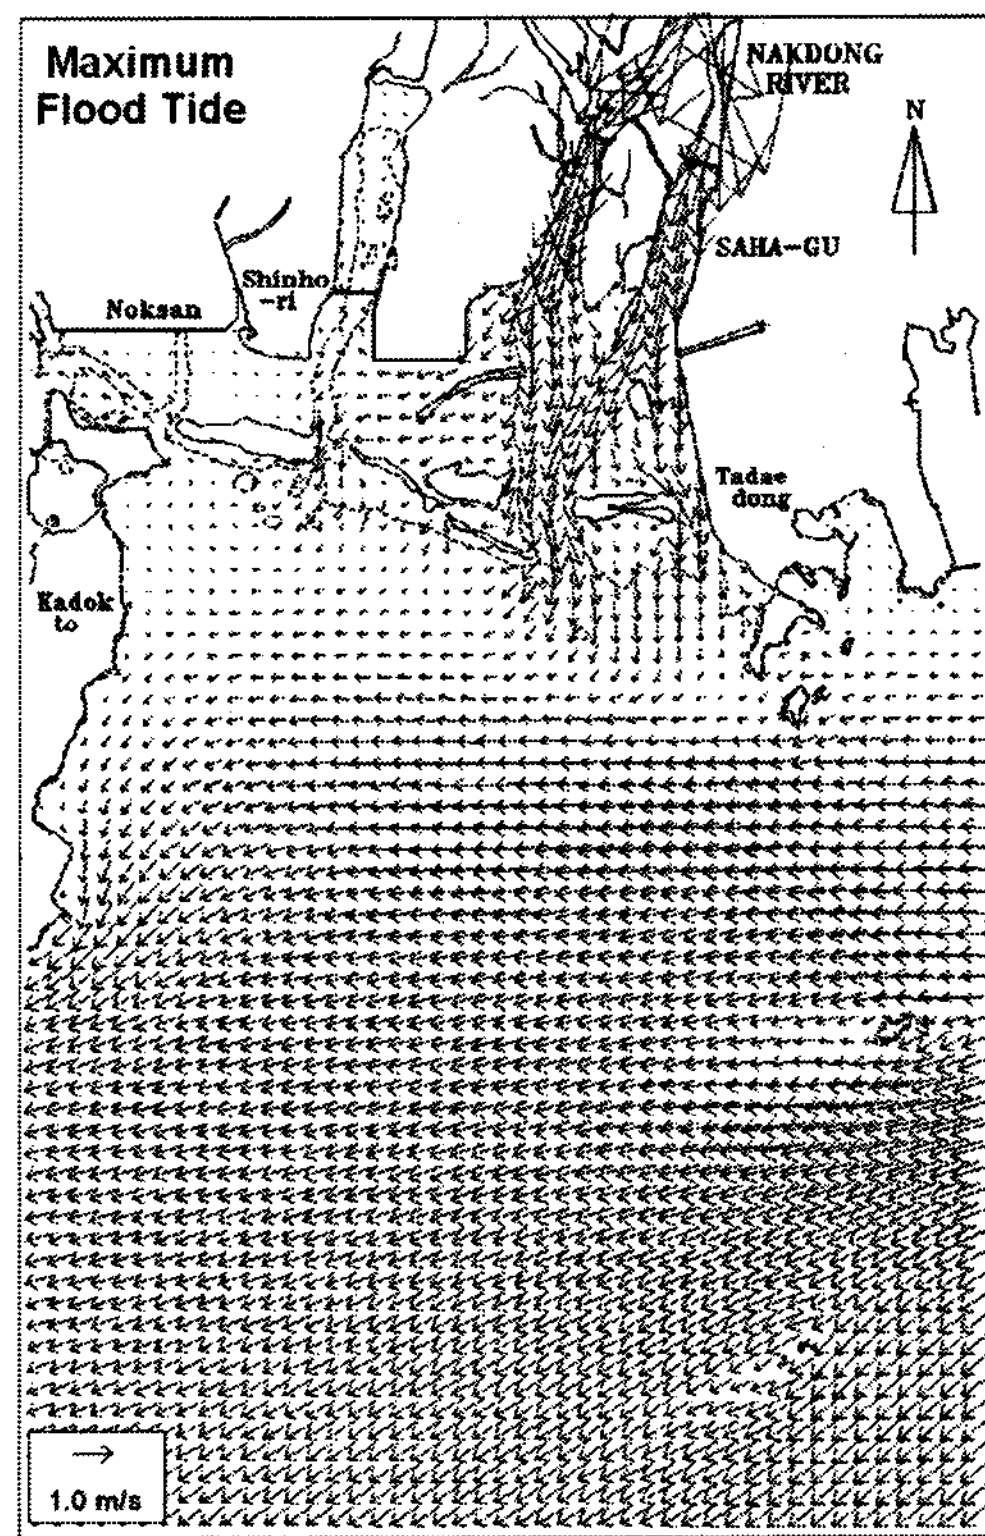 Maximum
Flood Tide
NAKDONG
RIVER
N
SAHA-GU
Shinho
-ri
Noksan
Tadae
dong
Kadok
to
1.0 m/s